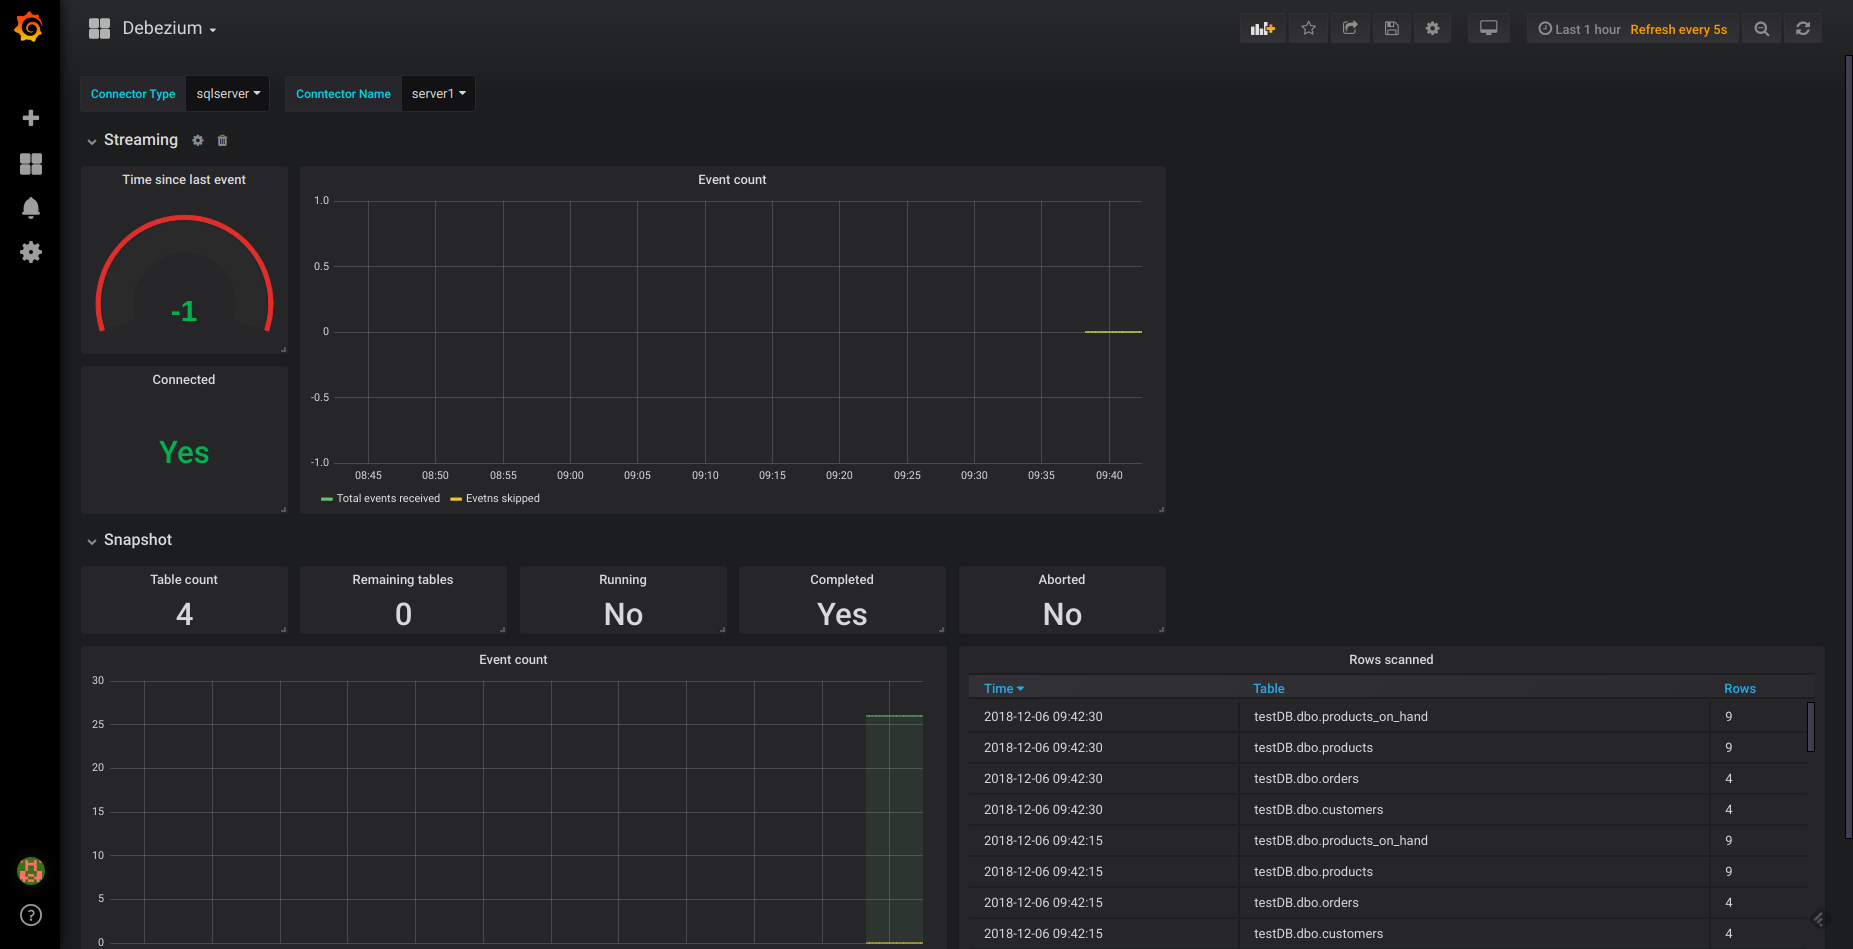 Debezium
Last 1 hour Refresh every 5s
Connector Type sqlserver Conntector Name server1
Streaming
Time since last event
-1
Connected
Yes
Event count
1.0
0.5
0
-0.5
-1.0
08:45 08:50 08:55 09:00 09:05 09:10 09:15 09:20 09:25 09:30 09:35 09:40
Total events received Evetns skipped
Snapshot
Table count
4
Remaining tables
0
Running
No
Completed
Yes
Aborted
No
Event count
30
25
20
15
10
5
0
Rows scanned
Time Table Rows
2018-12-06 09:42:30 testDB.dbo.products_on_hand 9
2018-12-06 09:42:30 testDB.dbo.products 9
2018-12-06 09:42:30 testDB.dbo.orders 4
2018-12-06 09:42:30 testDB.dbo.customers 4
2018-12-06 09:42:15 testDB.dbo.products_on_hand 9
2018-12-06 09:42:15 testDB.dbo.products 9
2018-12-06 09:42:15 testDB.dbo.orders 4
2018-12-06 09:42:15 testDB.dbo.customers 4